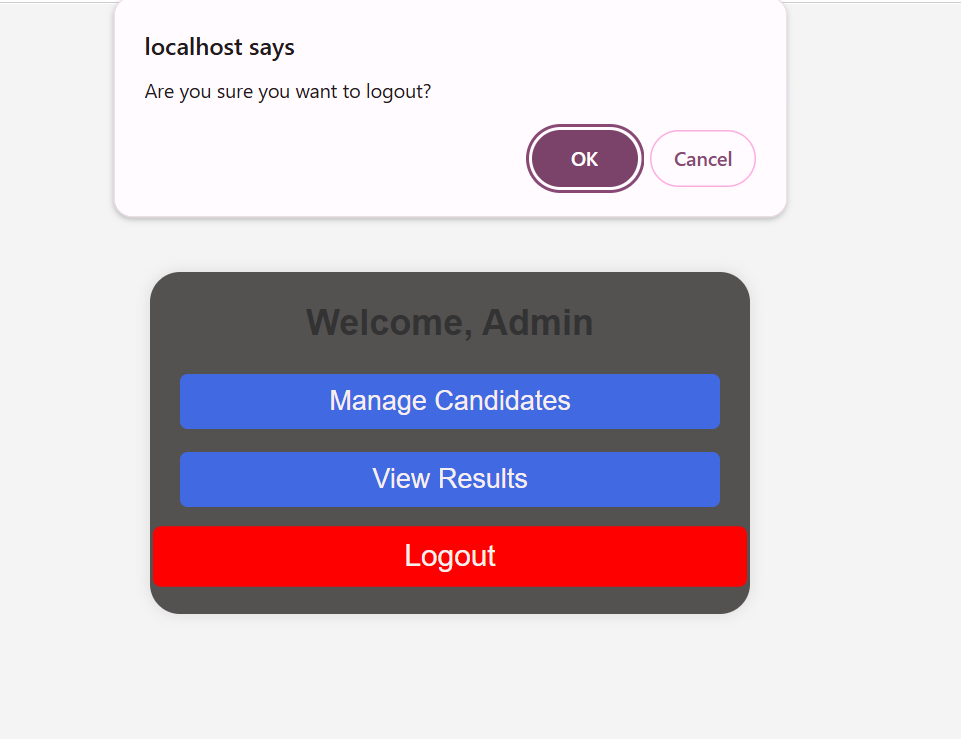 localhost says
Are you sure you want to logout?
OK Cancel
Welcome, Admin
Manage Candidates
View Results
Logout